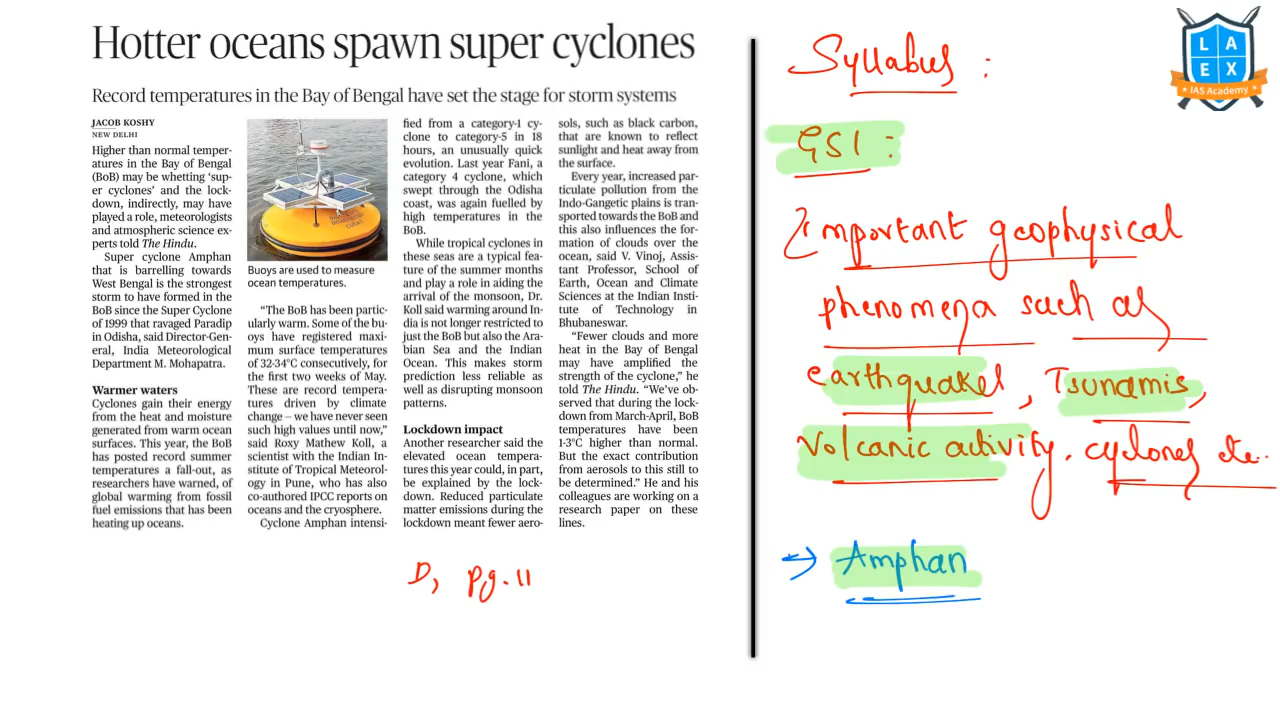 Hotter oceans spawn super cyclones
Record temperatures in the Bay of Bengal have set the stage for storm systems
JACOB KOSHY
NEW DELHI
Higher than normal temper-
atures in the Bay of Bengal
(BoB) may be whetting ‘su-
per cyclones’ and the lock-
down, indirectly, may have
played a role, meteorologists
and atmospheric science ex-
perts told The Hindu.
Super cyclone Amphan
that is barrelling towards
West Bengal is the strongest
storm to have formed in the
BoB since the Super Cyclone
of 1999 that ravaged Paradip
in Odisha, said Director-Gen-
eral, India Meteorological
Department M. Mohapatra.
Warmer waters
Cyclones gain their energy
from the heat and moisture
generated from warm ocean
surfaces. This year, the BoB
has posted record summer
temperatures a fall-out, as
researchers have warned, of
global warming from fossil
fuel emissions that has been
heating up oceans.
Buoys are used to measure
ocean temperatures.
“The BoB has been partic-
ularly warm. Some of the bu-
oys have registered maxi-
mum surface temperatures
of 32-34°C consecutively, for
the first two weeks of May.
These are record tempera-
tures driven by climate
change – we have never seen
such high values until now,”
said Roxy Mathew Koll, a
scientist with the Indian In-
stitute of Tropical Meteorol-
ogy in Pune, who has also
co-authored IPCC reports on
oceans and the cryosphere.
Cyclone Amphan intensi-
fied from a category-1 cy-
clone to category-5 in 18
hours, an unusually quick
evolution. Last year Fani, a
category 4 cyclone, which
swept through the Odisha
coast, was again fuelled by
high temperatures in the
BoB.
While tropical cyclones in
these seas are a typical fea-
ture of the summer months
and play a role in aiding the
arrival of the monsoon, Dr.
Koll said warming around In-
dia is not longer restricted to
just the BoB but also the Ara-
bian Sea and the Indian
Ocean. This makes storm
prediction less reliable as
well as disrupting monsoon
patterns.
Lockdown impact
Another researcher said the
elevated ocean tempera-
tures this year could, in part,
be explained by the lock-
down. Reduced particulate
matter emissions during the
lockdown meant fewer aero-
sols, such as black carbon,
that are known to reflect
sunlight and heat away from
the surface.
Every year, increased par-
ticulate pollution from the
Indo-Gangetic plains is tran-
sported towards the BoB and
this also influences the for-
mation of clouds over the
ocean, said V. Vinoj, Assis-
tant Professor, School of
Earth, Ocean and Climate
Sciences at the Indian Insti-
tute of Technology in
Bhubaneswar.
“Fewer clouds and more
heat in the Bay of Bengal
may have amplified the
strength of the cyclone,” he
told The Hindu. “We’ve ob-
served that during the lock-
down from March-April, BoB
temperatures have been
1-3°C higher than normal.
But the exact contribution
from aerosols to this still to
be determined.” He and his
colleagues are working on a
research paper on these
lines.
D, pg. 11
Syllabus :
GS1 :
Important geophysical
phenomena such as
earthquakes, Tsunamis,
Volcanic activity, cyclones etc.
→ Amphan
L A
E X
IAS Academy